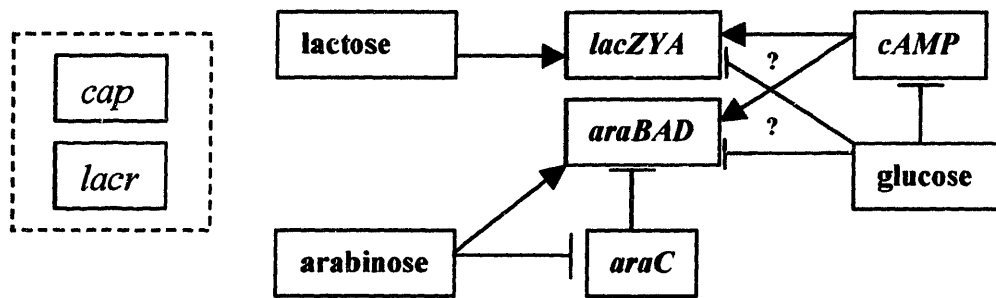 cap
lacr
lactose
lacZYA
cAMP
?
araBAD
?
glucose
arabinose
araC